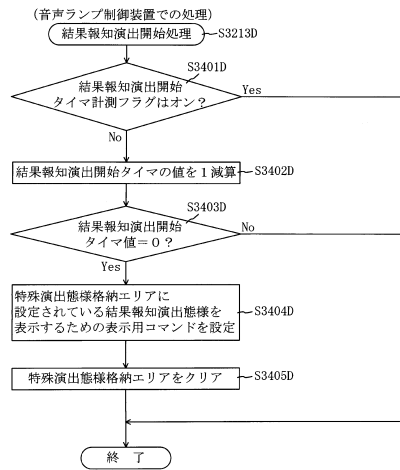 (音声ランプ制御装置での処理)
結果報知演出開始処理
S3213D
S3401D
結果報知演出開始
タイマ計測フラグはオン?
Yes
No
結果報知演出開始タイマの値を1減算
S3402D
S3403D
結果報知演出開始
タイマ値=0?
No
Yes
特殊演出態様格納エリアに
設定されている結果報知演出態様を
表示するための表示用コマンドを設定
S3404D
特殊演出態様格納エリアをクリア
S3405D
終 了